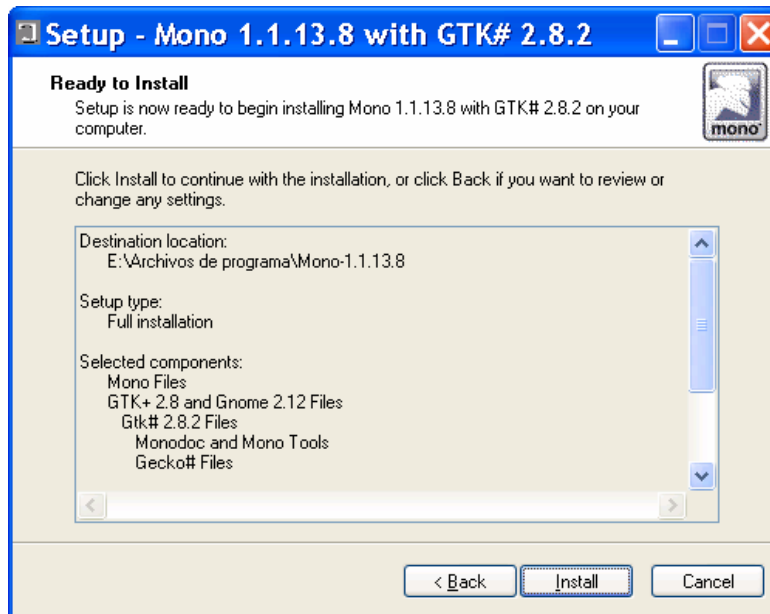 Setup - Mono 1.1.13.8 with GTK# 2.8.2
Ready to Install
Setup is now ready to begin installing Mono 1.1.13.8 with GTK# 2.8.2 on your
computer.
mono
Click Install to continue with the installation, or click Back if you want to review or
change any settings.
Destination location:
E:\Archivos de programa\Mono-1.1.13.8
Setup type:
Full installation
Selected components:
Mono Files
GTK+ 2.8 and Gnome 2.12 Files
Gtk# 2.8.2 Files
Monodoc and Mono Tools
Gecko# Files
< Back
Install
Cancel